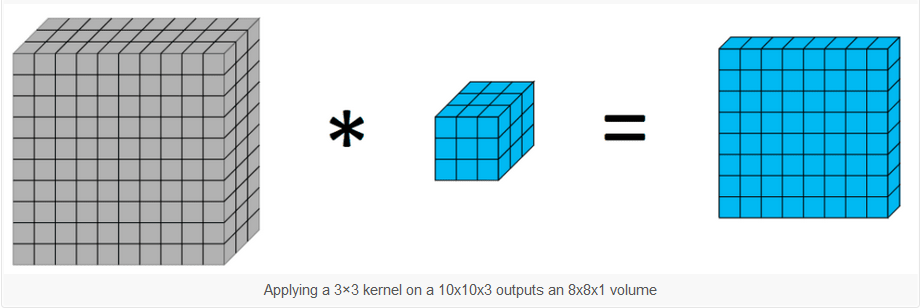 * =
Applying a 3×3 kernel on a 10x10x3 outputs an 8x8x1 volume